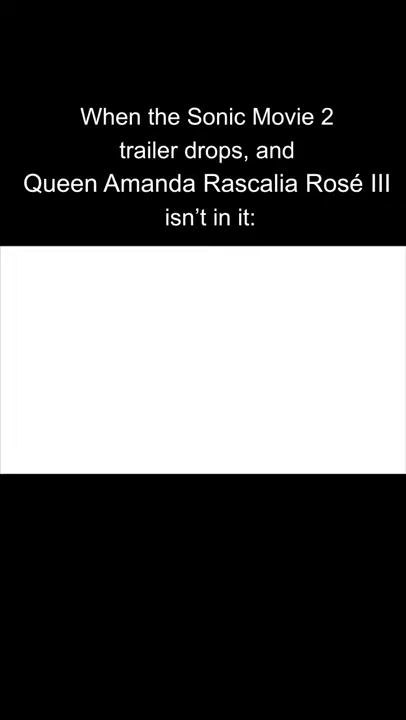 When the Sonic Movie 2
trailer drops, and
Queen Amanda Rascalia Rosé III
isn’t in it: